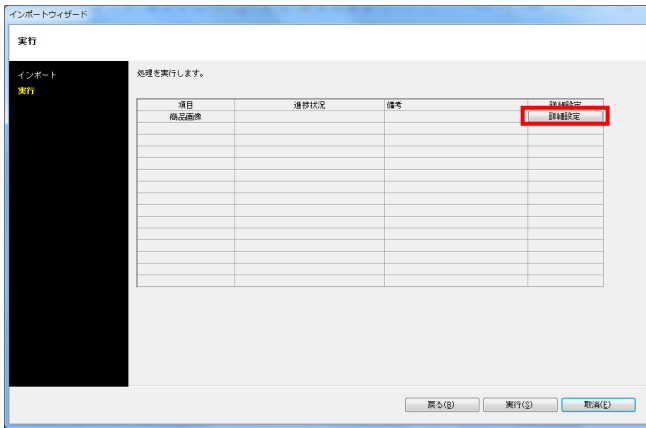 インポートウィザード
実行
インポート
実行
処理を実行します。
項目 進捗状況 備考 詳細設定
商品画像 詳細設定
戻る(B) 実行(S) 取消(E)